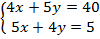 4x + 5y = 40
5x + 4y = 5